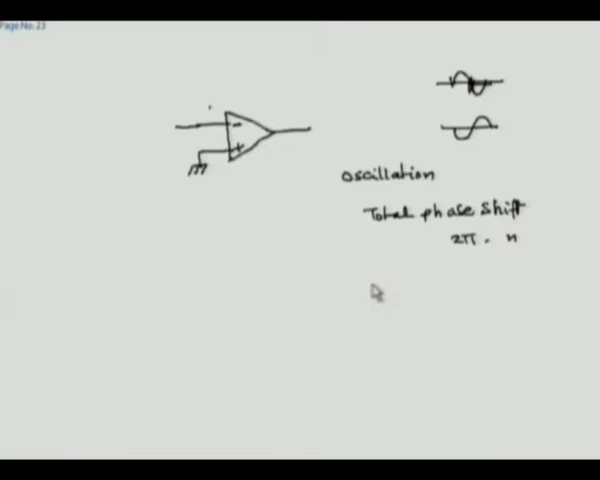 Page No: 23
-
+
oscillation
Total phase shift
2π . n